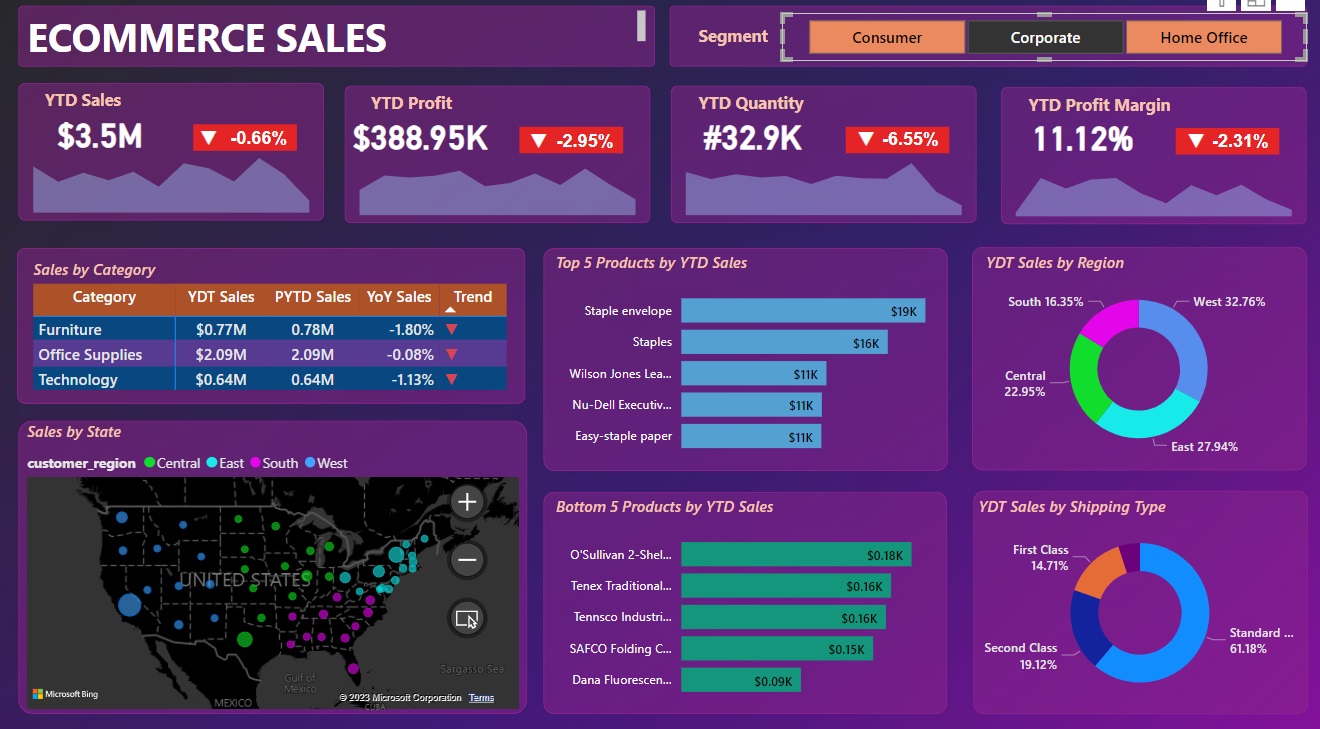 ECOMMERCE SALES
Segment
Consumer
Corporate
Home Office
YTD Sales
$3.5M
▼ -0.66%
YTD Profit
$388.95K
▼ -2.95%
YTD Quantity
#32.9K
▼ -6.55%
YTD Profit Margin
11.12%
▼ -2.31%
Sales by Category
Category YDT Sales PYTD Sales YoY Sales Trend
Furniture $0.77M 0.78M -1.80% ▼
Office Supplies $2.09M 2.09M -0.08% ▼
Technology $0.64M 0.64M -1.13% ▼
Top 5 Products by YTD Sales
Staple envelope $19K
Staples $16K
Wilson Jones Lea... $11K
Nu-Dell Executiv... $11K
Easy-staple paper $11K
YDT Sales by Region
South 16.35%
West 32.76%
Central
22.95%
East 27.94%
Sales by State
customer_region Central East South West
UNITED STATES
Gulf of
Mexico
Sargasso Sea
MEXICO
CUBA
Microsoft Bing
© 2023 Microsoft Corporation Terms
Bottom 5 Products by YTD Sales
O'Sullivan 2-Shel... $0.18K
Tenex Traditional... $0.16K
Tennsco Industri... $0.16K
SAFCO Folding C... $0.15K
Dana Fluorescen... $0.09K
YDT Sales by Shipping Type
First Class
14.71%
Second Class
19.12%
Standard ...
61.18%